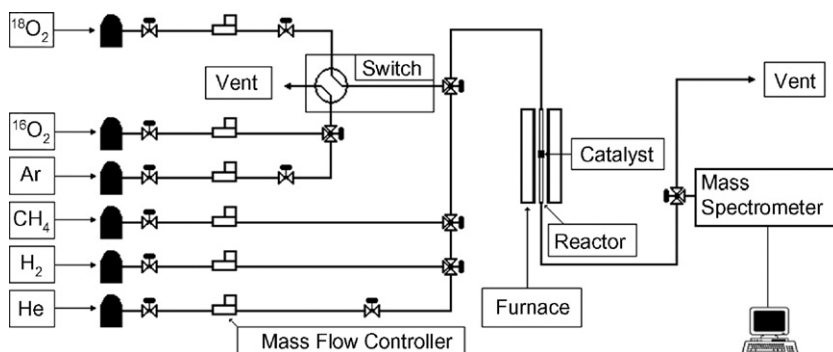 ¹⁸O₂
Switch
Vent
Vent
¹⁶O₂
Ar
Catalyst
CH₄
Mass
Spectrometer
Reactor
H₂
He
Furnace
Mass Flow Controller